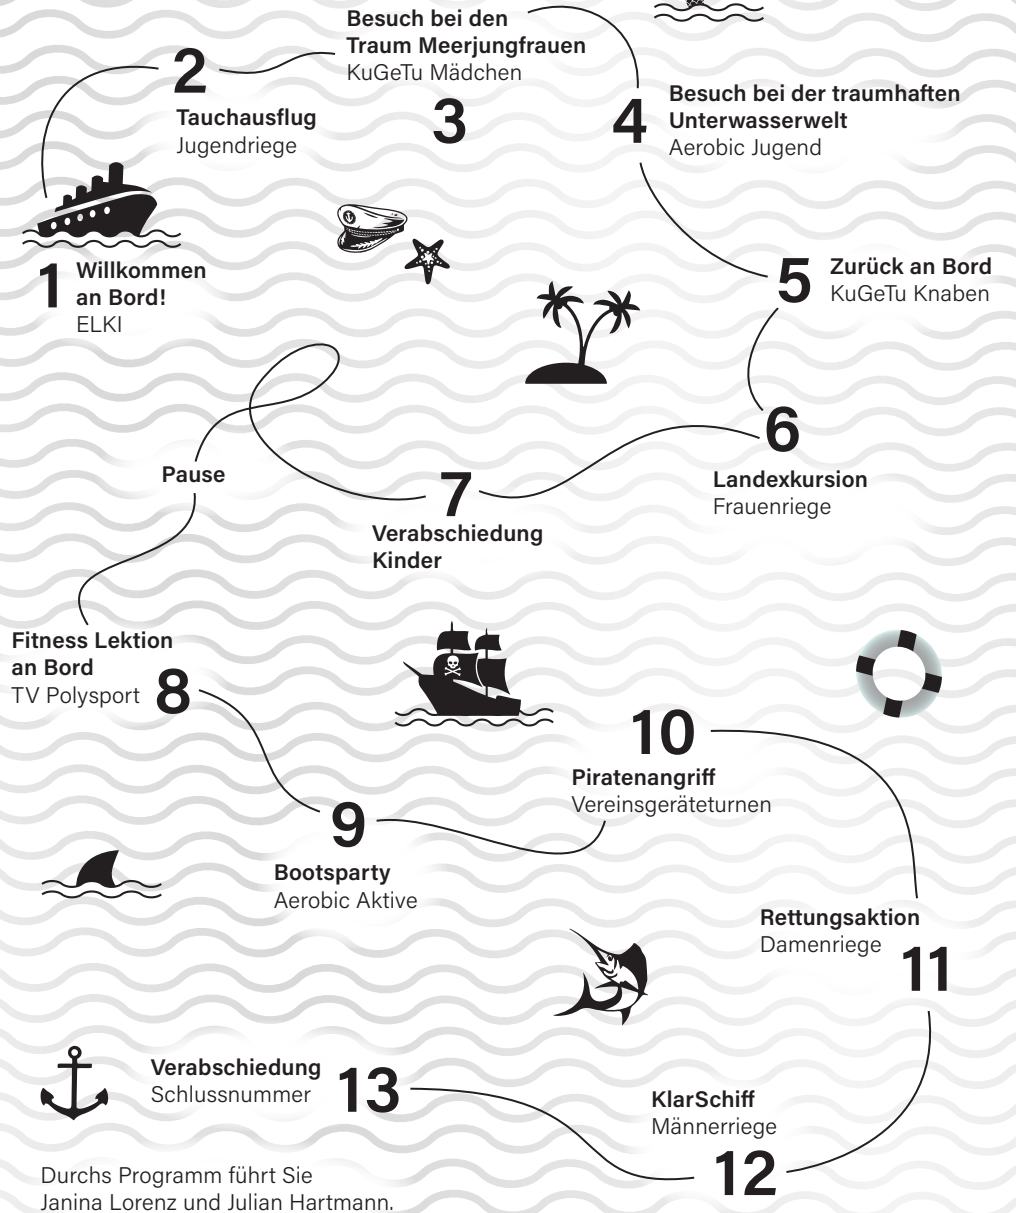 1
Willkommen
an Bord!
ELKI
2
Tauchausflug
Jugendriege
Besuch bei den
Traum Meerjungfrauen
KuGeTu Mädchen
3
4
Besuch bei der traumhaften
Unterwasserwelt
Aerobic Jugend
5
Zurück an Bord
KuGeTu Knaben
6
Landexkursion
Frauenriege
7
Verabschiedung
Kinder
Pause
Fitness Lektion
an Bord
TV Polysport
8
9
Bootsparty
Aerobic Aktive
10
Piratenangriff
Vereinsgeräteturnen
Rettungsaktion
Damenriege
11
KlarSchiff
Männerriege
12
Verabschiedung
Schlussnummer
13
Durchs Programm führt Sie
Janina Lorenz und Julian Hartmann.